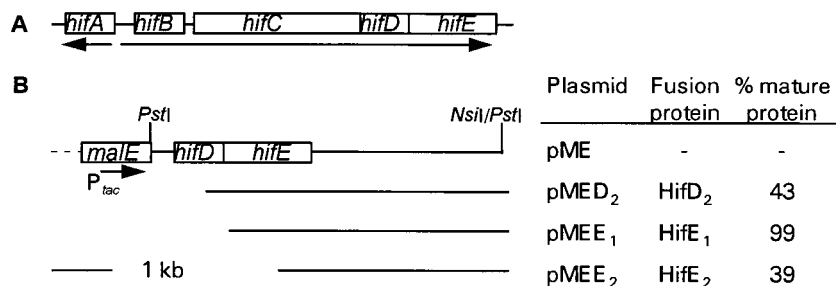 A hifA hifB hifC hifD hifE
B
Plasmid Fusion protein % mature protein
PstI NsiI/PstI
malE hifD hifE
Ptac
pME - -
pMED2 HifD2 43
pMEE1 HifE1 99
1 kb pMEE2 HifE2 39